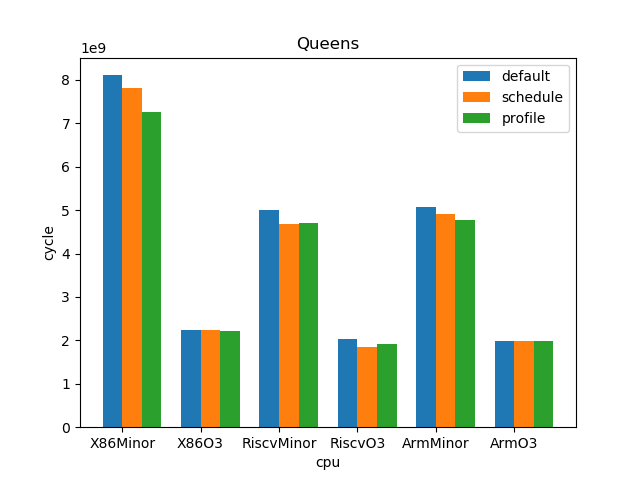 Queens
1e9
default
schedule
profile
8
7
6
5
4
3
2
1
0
cycle
X86Minor X86O3 RiscvMinor RiscvO3 ArmMinor ArmO3
cpu